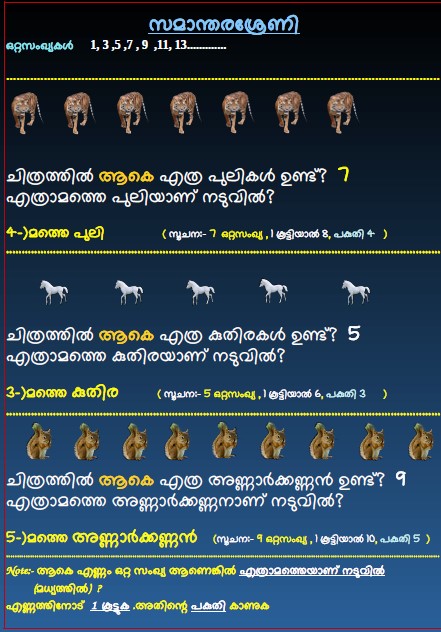 സമാന്തരശ്രേണി
ഒറ്റസംഖ്യകൾ 1, 3 ,5 ,7 , 9 ,11, 13.............
ചിത്രത്തിൽ ആകെ എത്ര പുലികൾ ഉണ്ട്? 7
എത്രാമത്തെ പുലിയാണ് നടുവിൽ?
4-)മത്തെ പുലി ( സൂചന:- 7 ഒറ്റസംഖ്യ , 1 കൂട്ടിയാൽ 8, പകുതി 4 )
ചിത്രത്തിൽ ആകെ എത്ര കുതിരകൾ ഉണ്ട്? 5
എത്രാമത്തെ കുതിരയാണ് നടുവിൽ?
3-)മത്തെ കുതിര ( സൂചന:- 5 ഒറ്റസംഖ്യ , 1 കൂട്ടിയാൽ 6, പകുതി 3 )
ചിത്രത്തിൽ ആകെ എത്ര അണ്ണാർക്കണ്ണൻ ഉണ്ട്? 9
എത്രാമത്തെ അണ്ണാർക്കണ്ണനാണ് നടുവിൽ?
5-)മത്തെ അണ്ണാർക്കണ്ണൻ (സൂചന:- 9 ഒറ്റസംഖ്യ , 1 കൂട്ടിയാൽ 10, പകുതി 5 )
Note:- ആകെ എണ്ണം ഒറ്റ സംഖ്യ ആണെങ്കിൽ എത്രാമത്തെയാണ് നടുവിൽ
(മധ്യത്തിൽ) ?
എണ്ണത്തിനോട് 1 കൂട്ടുക .അതിന്റെ പകുതി കാണുക